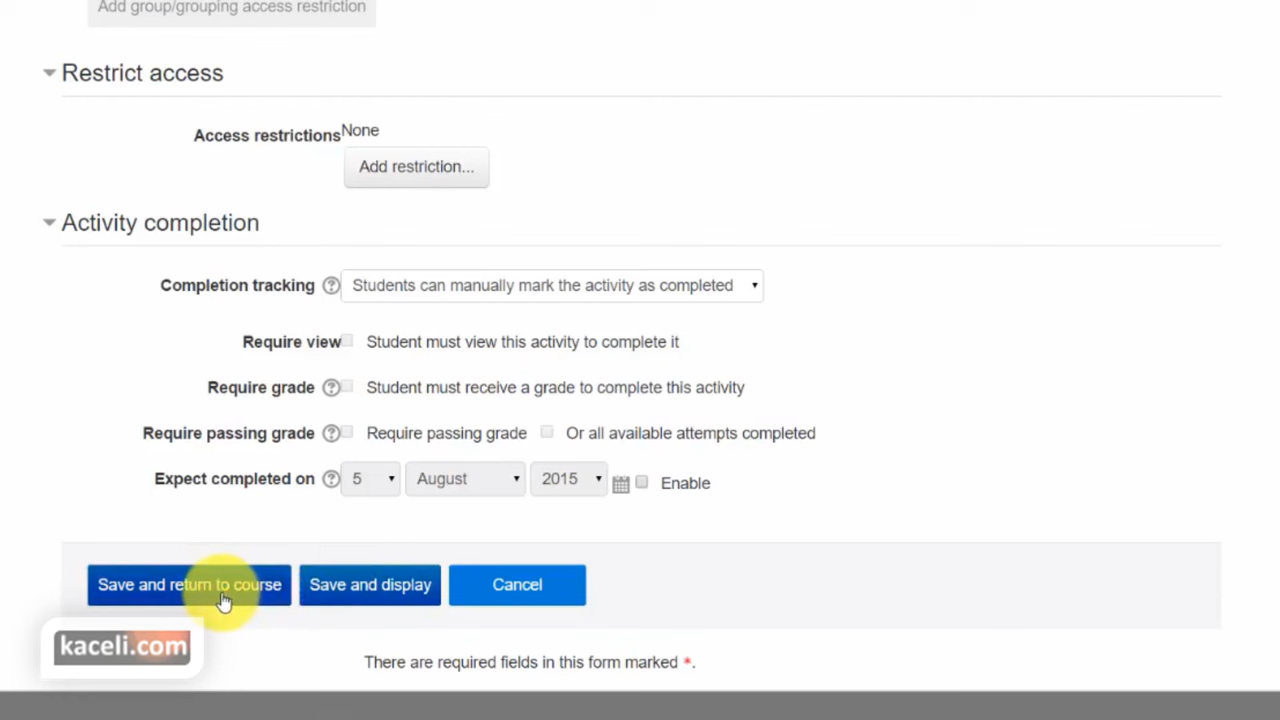 Add group/grouping access restriction
Restrict access
Access restrictions None
Add restriction...
Activity completion
Completion tracking Students can manually mark the activity as completed
Require view Student must view this activity to complete it
Require grade Student must receive a grade to complete this activity
Require passing grade Require passing grade Or all available attempts completed
Expect completed on 5 August 2015 Enable
Save and return to course Save and display Cancel
kaceli.com
There are required fields in this form marked *.